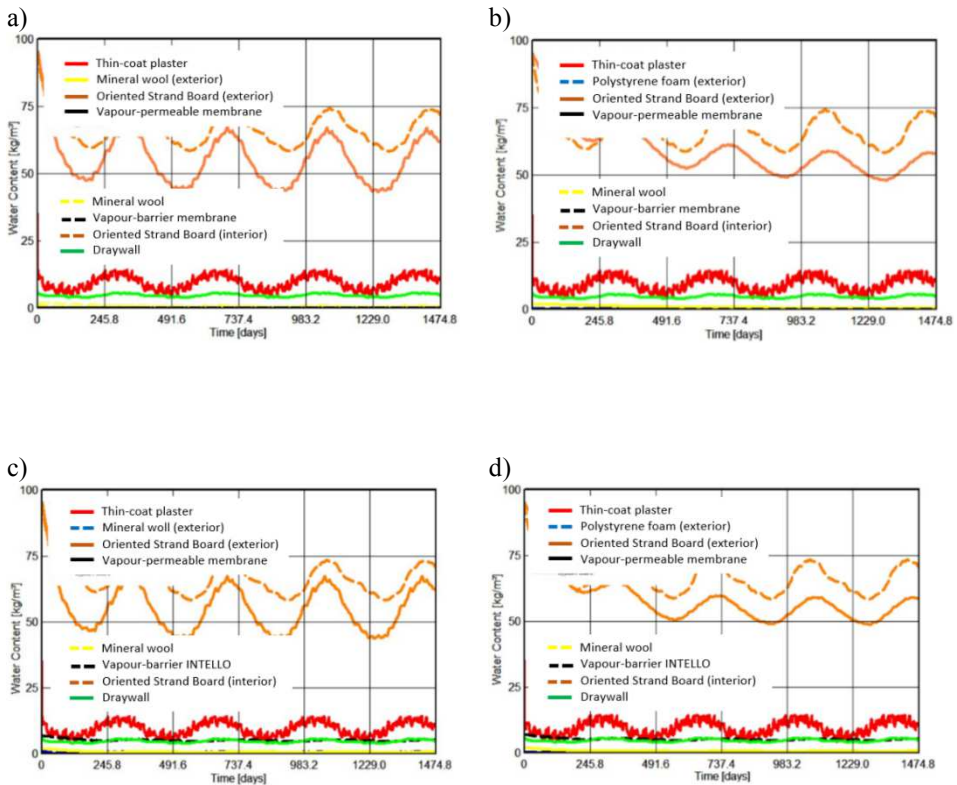 a)
100
75
50
25
0
Water Content [kg/m³]
Thin-coat plaster
Mineral wool (exterior)
Oriented Strand Board (exterior)
Vapour-permeable membrane
Mineral wool
Vapour-barrier membrane
Oriented Strand Board (interior)
Draywall
0 245.8 491.6 737.4 983.2 1229.0 1474.8
Time [days]
b)
100
75
50
25
0
Water Content [kg/m³]
Thin-coat plaster
Polystyrene foam (exterior)
Oriented Strand Board (exterior)
Vapour-permeable membrane
Mineral wool
Vapour-barrier membrane
Oriented Strand Board (interior)
Draywall
0 245.8 491.6 737.4 983.2 1229.0 1474.8
Time [days]
c)
100
75
50
25
0
Water Content [kg/m³]
Thin-coat plaster
Mineral woll (exterior)
Oriented Strand Board (exterior)
Vapour-permeable membrane
Mineral wool
Vapour-barrier INTELLO
Oriented Strand Board (interior)
Draywall
0 245.8 491.6 737.4 983.2 1229.0 1474.8
Time [days]
d)
100
75
50
25
0
Water Content [kg/m³]
Thin-coat plaster
Polystyrene foam (exterior)
Oriented Strand Board (exterior)
Vapour-permeable membrane
Mineral wool
Vapour-barrier INTELLO
Oriented Strand Board (interior)
Draywall
0 245.8 491.6 737.4 983.2 1229.0 1474.8
Time [days]